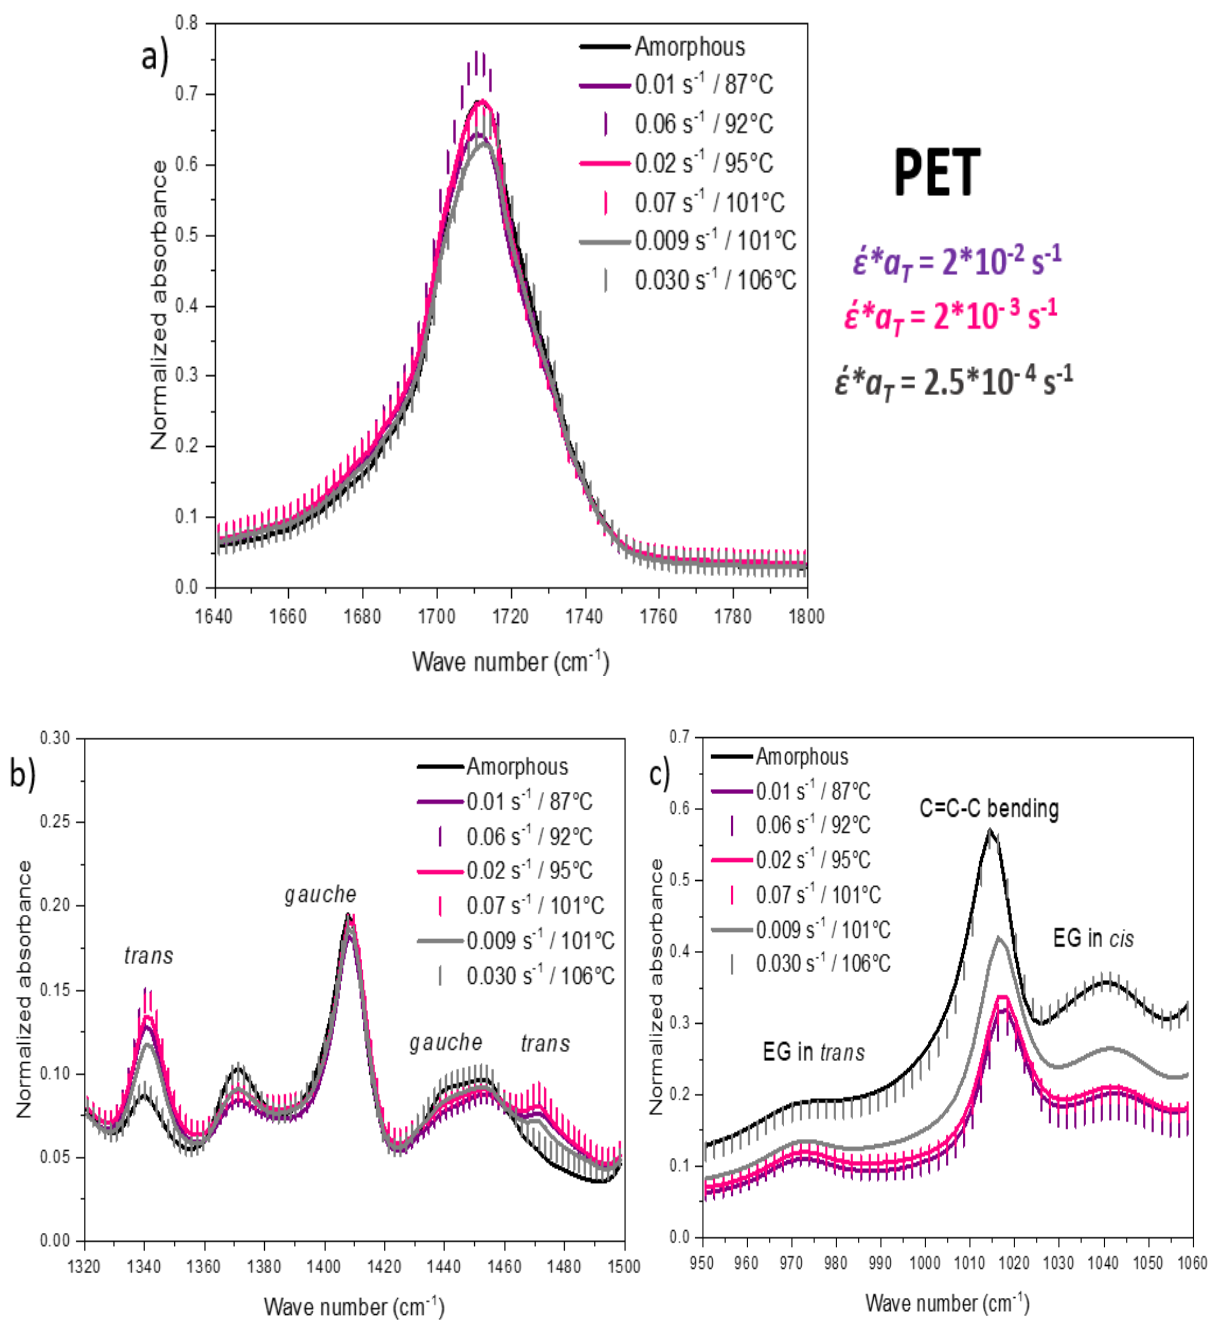 a)
0.8
0.7
0.6
0.5
0.4
0.3
0.2
0.1
0.0
Normalized absorbance
Amorphous
0.01 s⁻¹ / 87°C
0.06 s⁻¹ / 92°C
0.02 s⁻¹ / 95°C
0.07 s⁻¹ / 101°C
0.009 s⁻¹ / 101°C
0.030 s⁻¹ / 106°C
1640 1660 1680 1700 1720 1740 1760 1780 1800
Wave number (cm⁻¹)
PET
ἐ*a_T = 2*10⁻² s⁻¹
ἐ*a_T = 2*10⁻³ s⁻¹
ἐ*a_T = 2.5*10⁻⁴ s⁻¹
b)
0.30
0.25
0.20
0.15
0.10
0.05
0.00
Normalized absorbance
Amorphous
0.01 s⁻¹ / 87°C
0.06 s⁻¹ / 92°C
0.02 s⁻¹ / 95°C
0.07 s⁻¹ / 101°C
0.009 s⁻¹ / 101°C
0.030 s⁻¹ / 106°C
trans
gauche
gauche
trans
1320 1340 1360 1380 1400 1420 1440 1460 1480 1500
Wave number (cm⁻¹)
c)
0.7
0.6
0.5
0.4
0.3
0.2
0.1
0.0
Normalized absorbance
Amorphous
0.01 s⁻¹ / 87°C
0.06 s⁻¹ / 92°C
0.02 s⁻¹ / 95°C
0.07 s⁻¹ / 101°C
0.009 s⁻¹ / 101°C
0.030 s⁻¹ / 106°C
C=C-C bending
EG in cis
EG in trans
950 960 970 980 990 1000 1010 1020 1030 1040 1050 1060
Wave number (cm⁻¹)